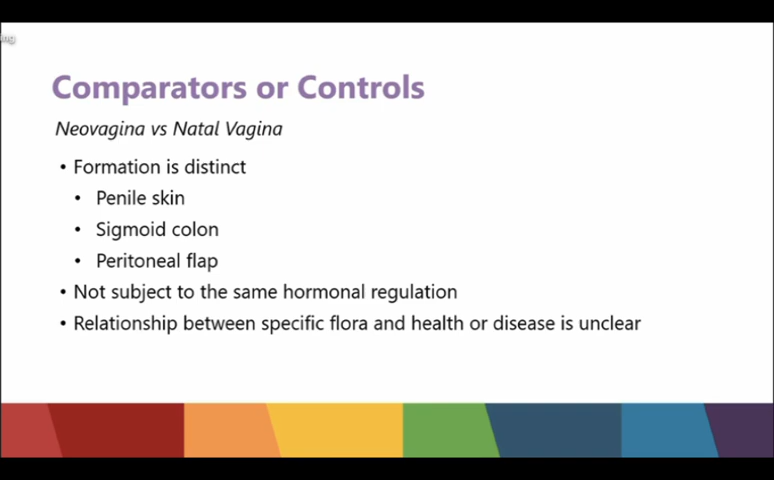 ing
Comparators or Controls
Neovagina vs Natal Vagina
• Formation is distinct
• Penile skin
• Sigmoid colon
• Peritoneal flap
• Not subject to the same hormonal regulation
• Relationship between specific flora and health or disease is unclear